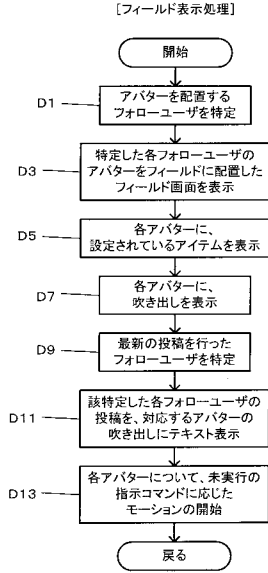 [フィールド表示処理]
開始
D1
アバターを配置する
フォローユーザを特定
D3
特定した各フォローユーザの
アバターをフィールドに配置した
フィールド画面を表示
D5
各アバターに、
設定されているアイテムを表示
D7
各アバターに、
吹き出しを表示
D9
最新の投稿を行った
フォローユーザを特定
D11
該特定した各フォローユーザの
投稿を、対応するアバターの
吹き出しにテキスト表示
D13
各アバターについて、未実行の
指示コマンドに応じた
モーションの開始
戻る